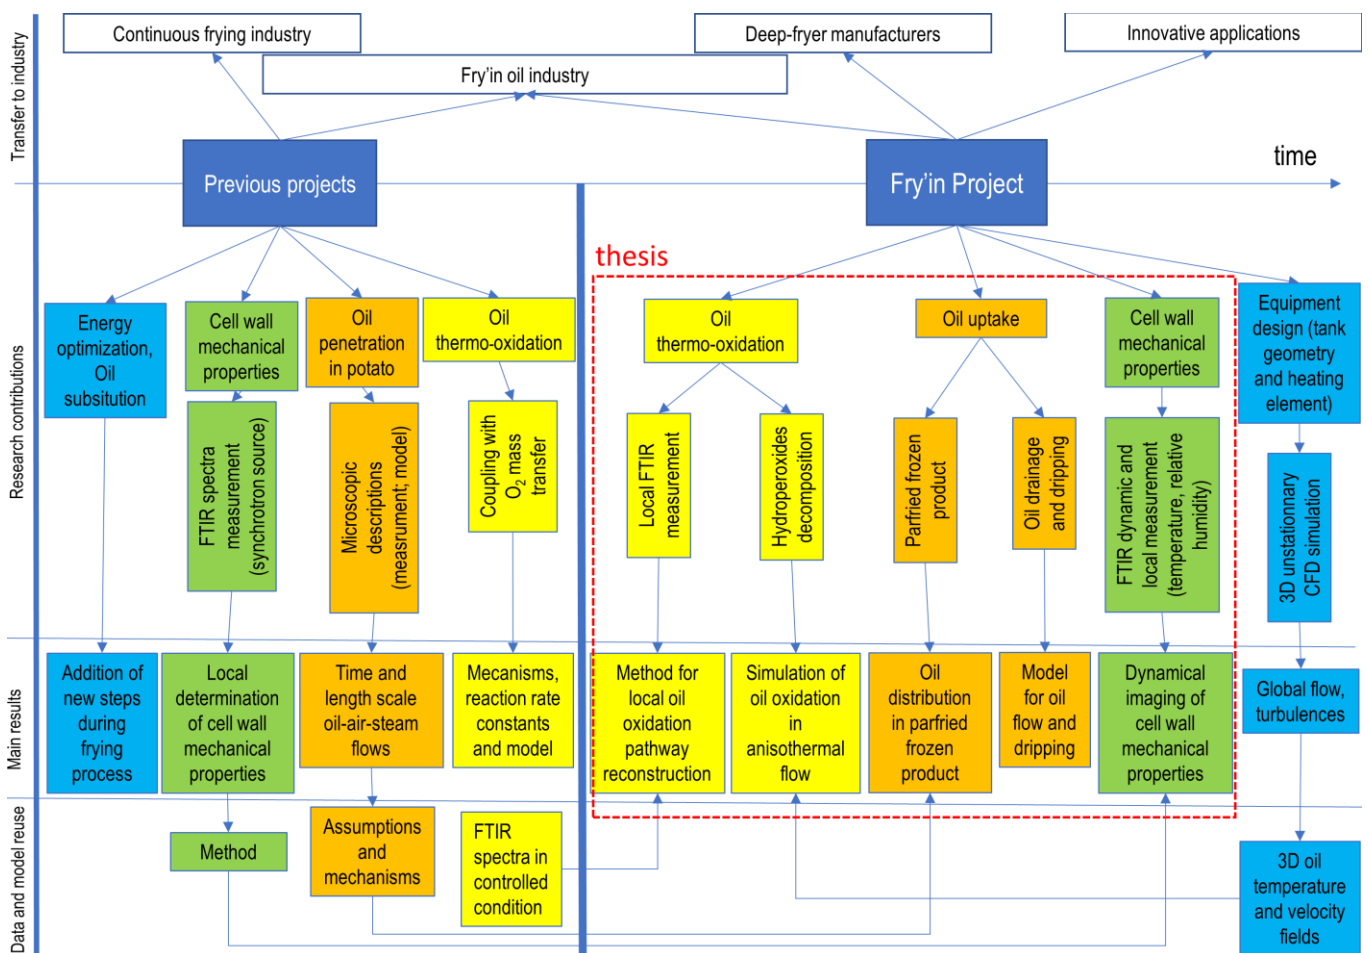 Transfer to industry
Continuous frying industry
Deep-fryer manufacturers
Innovative applications
Fry'in oil industry
Previous projects
Fry'in Project
time
thesis
Research contributions
Energy
optimization,
Oil
subsitution
Cell wall
mechanical
properties
Oil
penetration
in potato
Oil
thermo-oxidation
Oil
thermo-oxidation
Oil uptake
Cell wall
mechanical
properties
Equipment
design (tank
geometry
and heating
element)
FTIR spectra
measurement
(synchrotron source)
Microscopic
descriptions
(measrument; model)
Coupling with
O2 mass
transfer
Local FTIR
measurement
Hydroperoxides
decomposition
Parfried frozen
product
Oil drainage
and dripping
FTIR dynamic and
local measurement
(temperature, relative
humidity)
3D unstationnary
CFD simulation
Main results
Addition of
new steps
during
frying
process
Local
determination
of cell wall
mechanical
properties
Time and
length scale
oil-air-steam
flows
Mecanisms,
reaction rate
constants
and model
Method for
local oil
oxidation
pathway
reconstruction
Simulation of
oil oxidation
in
anisothermal
flow
Oil
distribution
in parfried
frozen
product
Model
for oil
flow and
dripping
Dynamical
imaging of
cell wall
mechanical
properties
Global flow,
turbulences
Data and model reuse
Method
Assumptions
and
mechanisms
FTIR
spectra in
controlled
condition
3D oil
temperature
and velocity
fields